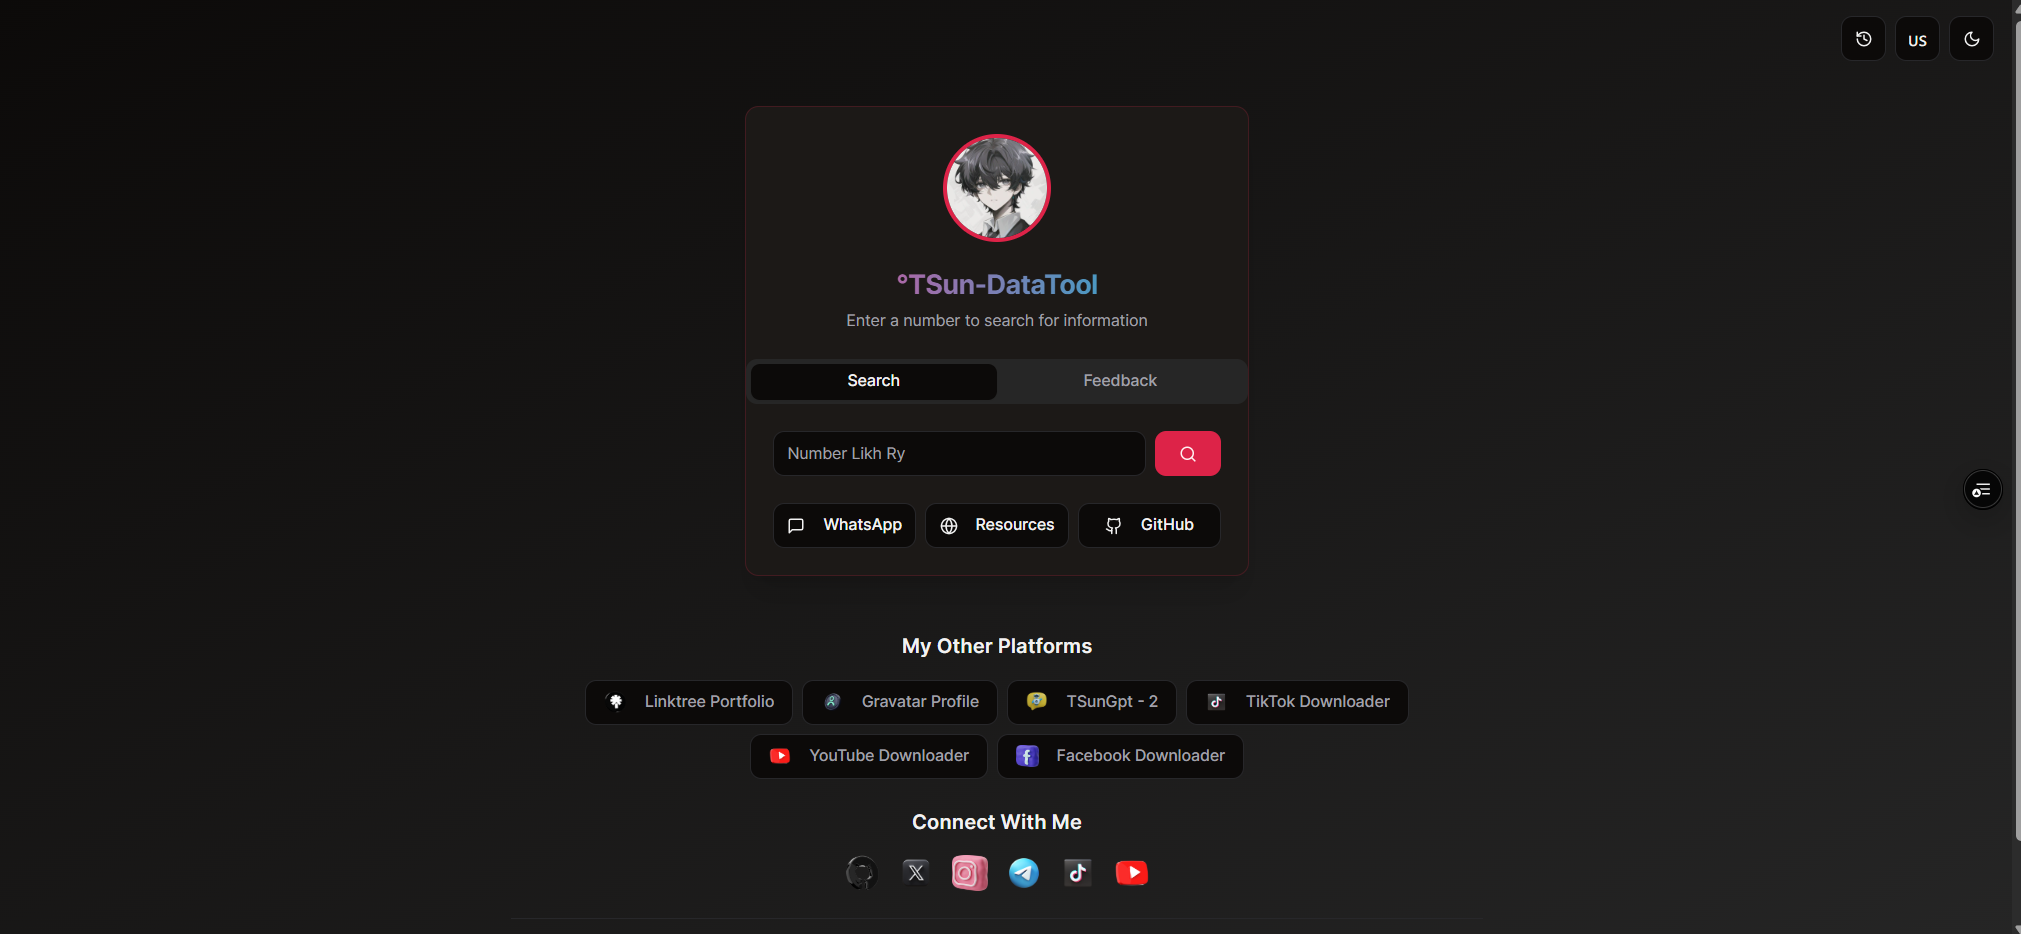 US
°TSun-DataTool
Enter a number to search for information
Search Feedback
Number Likh Ry
WhatsApp Resources GitHub
My Other Platforms
Linktree Portfolio Gravatar Profile TSunGpt - 2 TikTok Downloader
YouTube Downloader Facebook Downloader
Connect With Me